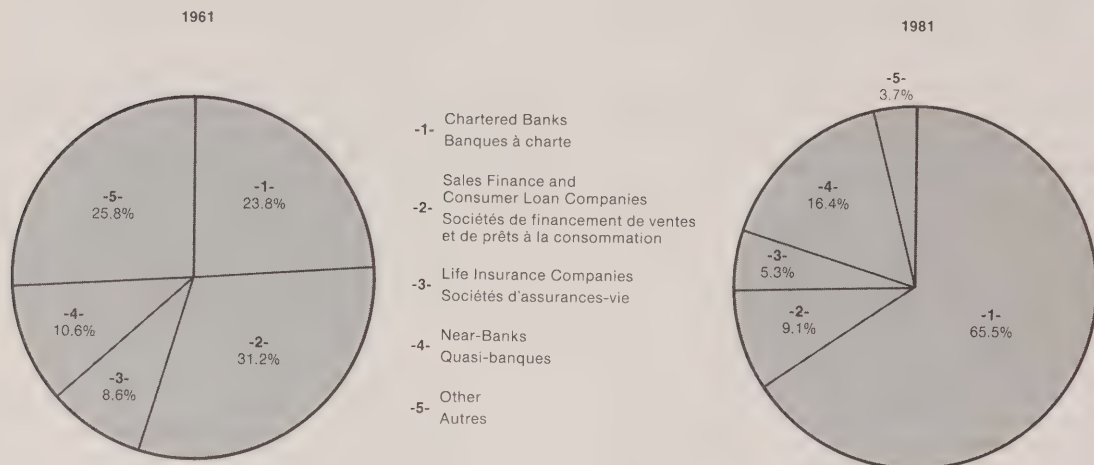 1961
-1-
23.8%
-2-
31.2%
-3-
8.6%
-4-
10.6%
-5-
25.8%
-1- Chartered Banks
Banques à charte
-2- Sales Finance and
Consumer Loan Companies
Sociétés de financement de ventes
et de prêts à la consommation
-3- Life Insurance Companies
Sociétés d'assurances-vie
-4- Near-Banks
Quasi-banques
-5- Other
Autres
1981
-1-
65.5%
-2-
9.1%
-3-
5.3%
-4-
16.4%
-5-
3.7%